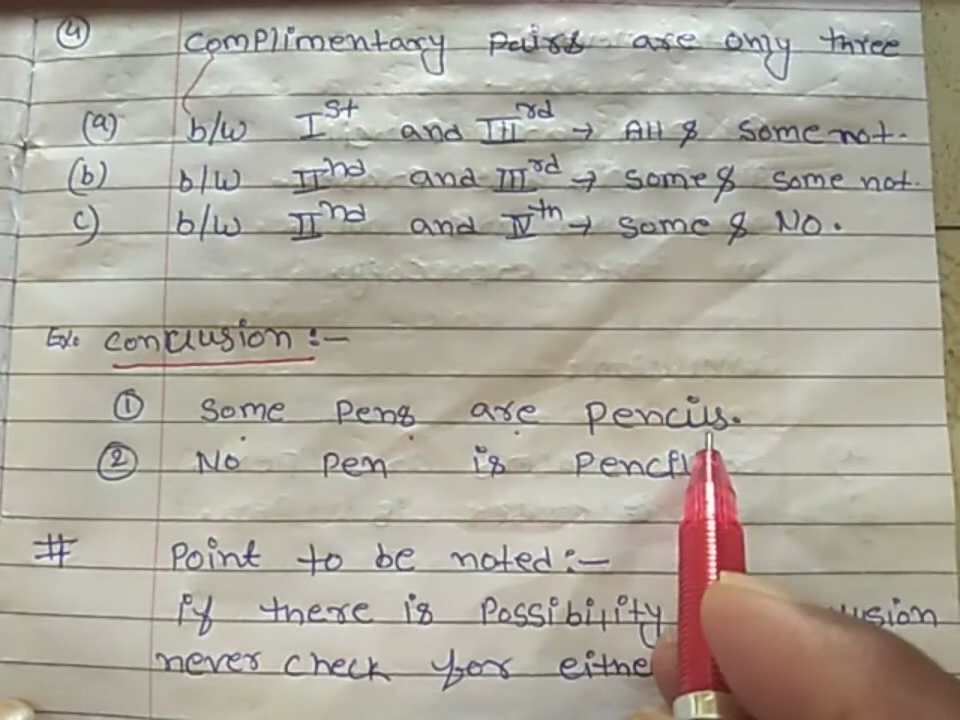 (4) Complimentary Pairs are only three
(a) b/w Ist and IIIrd → All & Some not.
(b) b/w IInd and IIIrd → Some & Some not.
c) b/w IInd and IVth → Some & No.
Ex. Conclusion :-
(1) Some Pens are Pencils.
(2) No Pen is
# Point to be noted :-
if there is Possibility
never check for